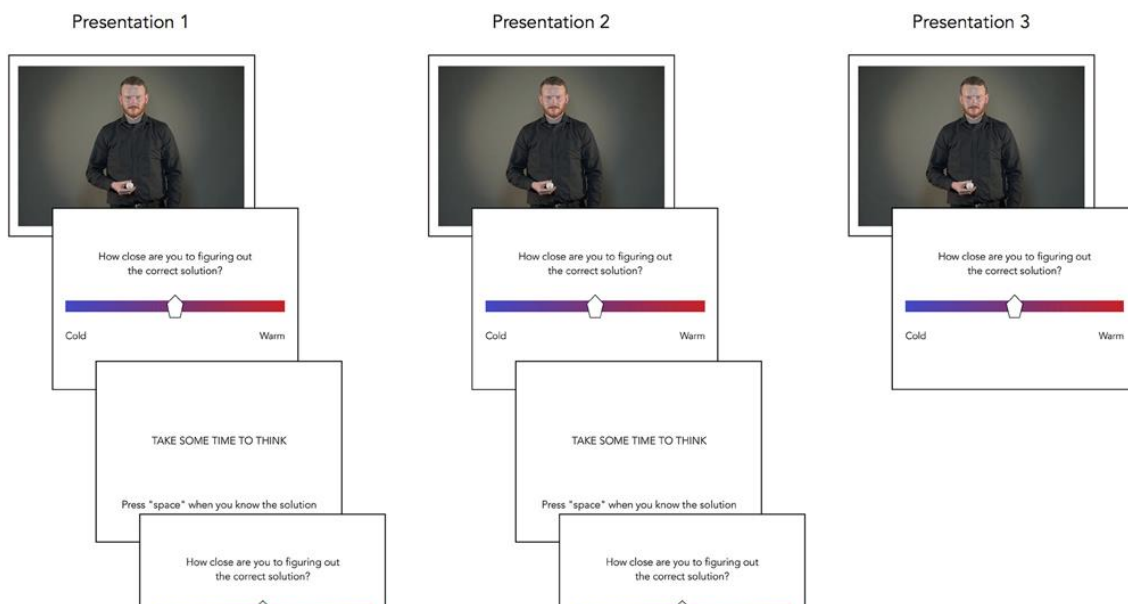 Presentation 1
How close are you to figuring out
the correct solution?
Cold Warm
TAKE SOME TIME TO THINK
Press "space" when you know the solution
How close are you to figuring out
the correct solution?
Presentation 2
How close are you to figuring out
the correct solution?
Cold Warm
TAKE SOME TIME TO THINK
Press "space" when you know the solution
How close are you to figuring out
the correct solution?
Presentation 3
How close are you to figuring out
the correct solution?
Cold Warm